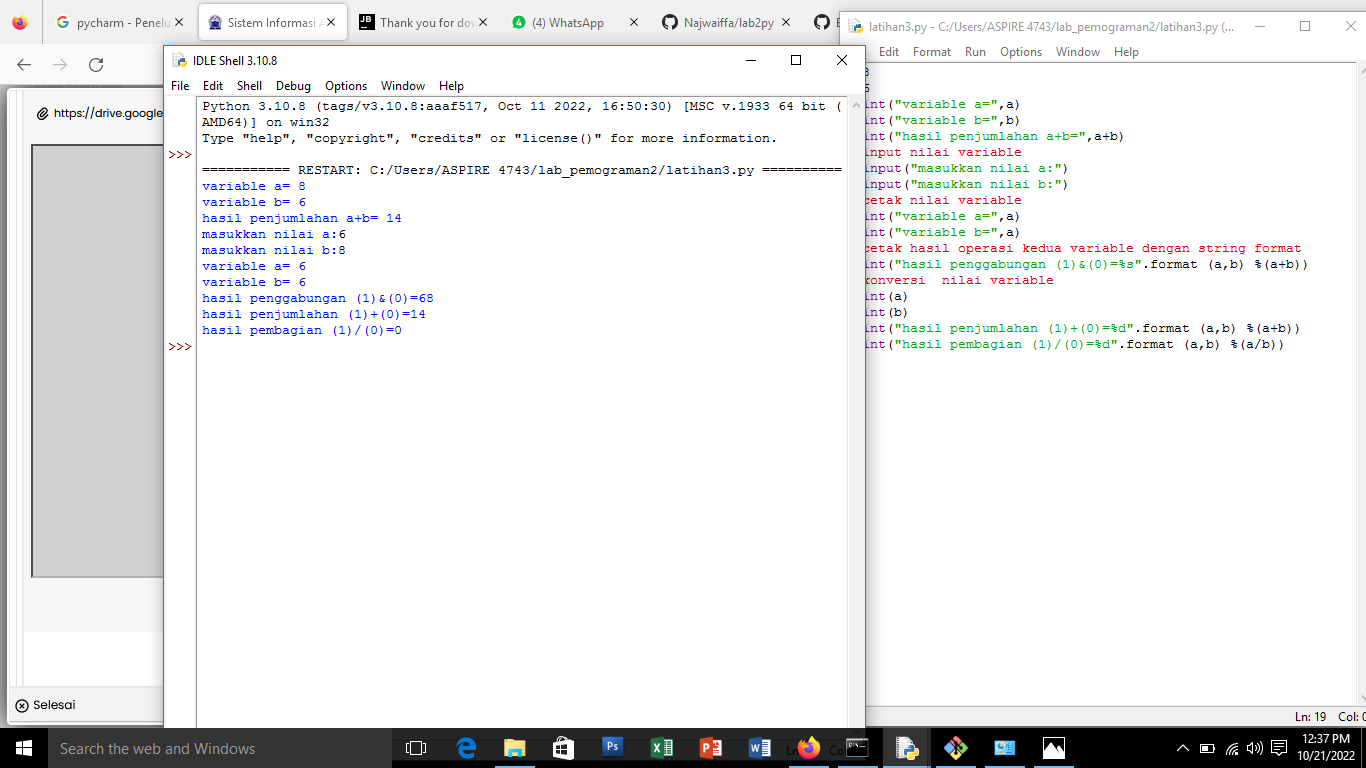 pycharm - Penelu
Sistem Informasi A
Thank you for dov
(4) WhatsApp
Najwaiffa/lab2py
latihan3.py - C:/Users/ASPIRE 4743/lab_pemograman2/latihan3.py (...
Edit Format Run Options Window Help
IDLE Shell 3.10.8
File Edit Shell Debug Options Window Help
https://drive.google
Python 3.10.8 (tags/v3.10.8:aaaf517, Oct 11 2022, 16:50:30) [MSC v.1933 64 bit (
AMD64)] on win32
Type "help", "copyright", "credits" or "license()" for more information.
>>>
=========== RESTART: C:/Users/ASPIRE 4743/lab_pemograman2/latihan3.py ==========
variable a= 8
variable b= 6
hasil penjumlahan a+b= 14
masukkan nilai a:6
masukkan nilai b:8
variable a= 6
variable b= 6
hasil penggabungan (1)&(0)=68
hasil penjumlahan (1)+(0)=14
hasil pembagian (1)/(0)=0
>>>
int("variable a=",a)
int("variable b=",b)
int("hasil penjumlahan a+b=",a+b)
input nilai variable
input("masukkan nilai a:")
input("masukkan nilai b:")
cetak nilai variable
int("variable a=",a)
int("variable b=",a)
cetak hasil operasi kedua variable dengan string format
int("hasil penggabungan (1)&(0)=%s".format (a,b) %(a+b))
konversi  nilai variable
int(a)
int(b)
int("hasil penjumlahan (1)+(0)=%d".format (a,b) %(a+b))
int("hasil pembagian (1)/(0)=%d".format (a,b) %(a/b))
Selesai
Ln: 19 Col: 0
Search the web and Windows
12:37 PM
10/21/2022